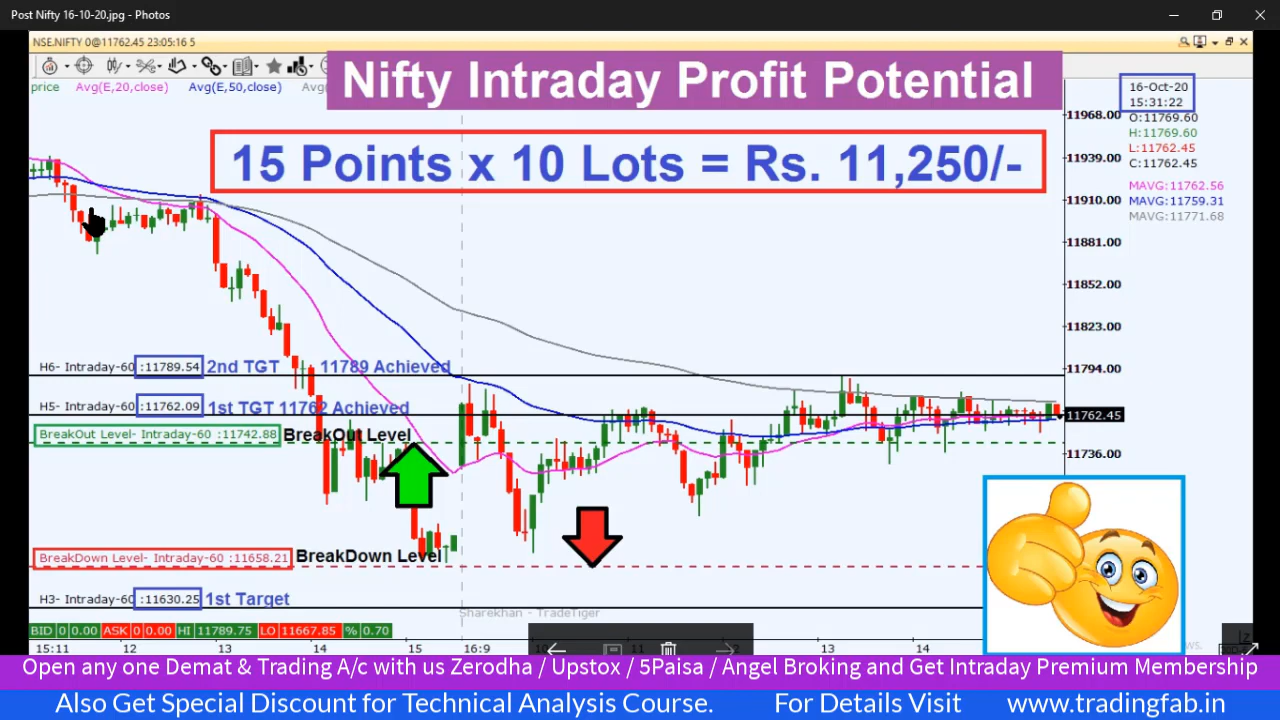 Post Nifty 16-10-20.jpg - Photos
NSE.NIFTY 0@11762.45 23:05:16 5
Nifty Intraday Profit Potential
price Avg(E,20,close) Avg(E,50,close)
16-Oct-20
15:31:22
O:11769.60
H:11769.60
L:11762.45
C:11762.45
MAVG:11762.56
MAVG:11759.31
MAVG:11771.68
15 Points x 10 Lots = Rs. 11,250/-
11968.00
11939.00
11910.00
11881.00
11852.00
11823.00
11794.00
11762.45
11736.00
H6- Intraday-60 :11789.54 2nd TGT 11789 Achieved
H5- Intraday-60 :11762.09 1st TGT 11762 Achieved
BreakOut Level- Intraday-60 :11742.88 BreakOut Level
BreakDown Level- Intraday-60 :11658.21 BreakDown Level
H3- Intraday-60 :11630.25 1st Target
Sharekhan - TradeTiger
BID 0 0.00 ASK 0 0.00 HI 11789.75 LO 11667.85 % 0.70
15:11 12 13 14 15 16:9 10 11 12 13 14
Open any one Demat & Trading A/c with us Zerodha / Upstox / 5Paisa / Angel Broking and Get Intraday Premium Membership
Also Get Special Discount for Technical Analysis Course. For Details Visit www.tradingfab.in